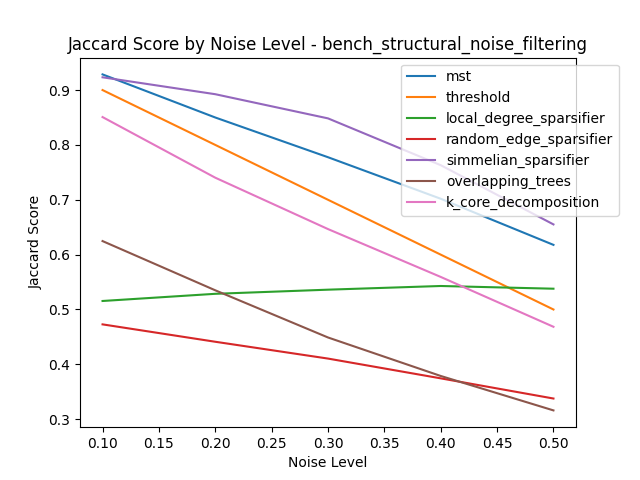 Jaccard Score by Noise Level - bench_structural_noise_filtering
mst
threshold
local_degree_sparsifier
random_edge_sparsifier
simmelian_sparsifier
overlapping_trees
k_core_decomposition
Jaccard Score
0.9
0.8
0.7
0.6
0.5
0.4
0.3
0.10 0.15 0.20 0.25 0.30 0.35 0.40 0.45 0.50
Noise Level